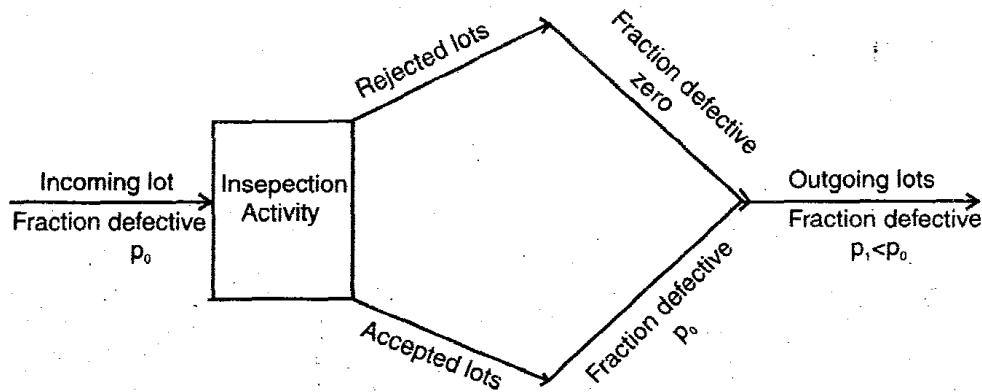 Rejected lots
Fraction defective
zero
Incoming lot
Fraction defective
p₀
Insepection
Activity
Outgoing lots
Fraction defective
p₁<p₀
Accepted lots
Fraction defective
p₀